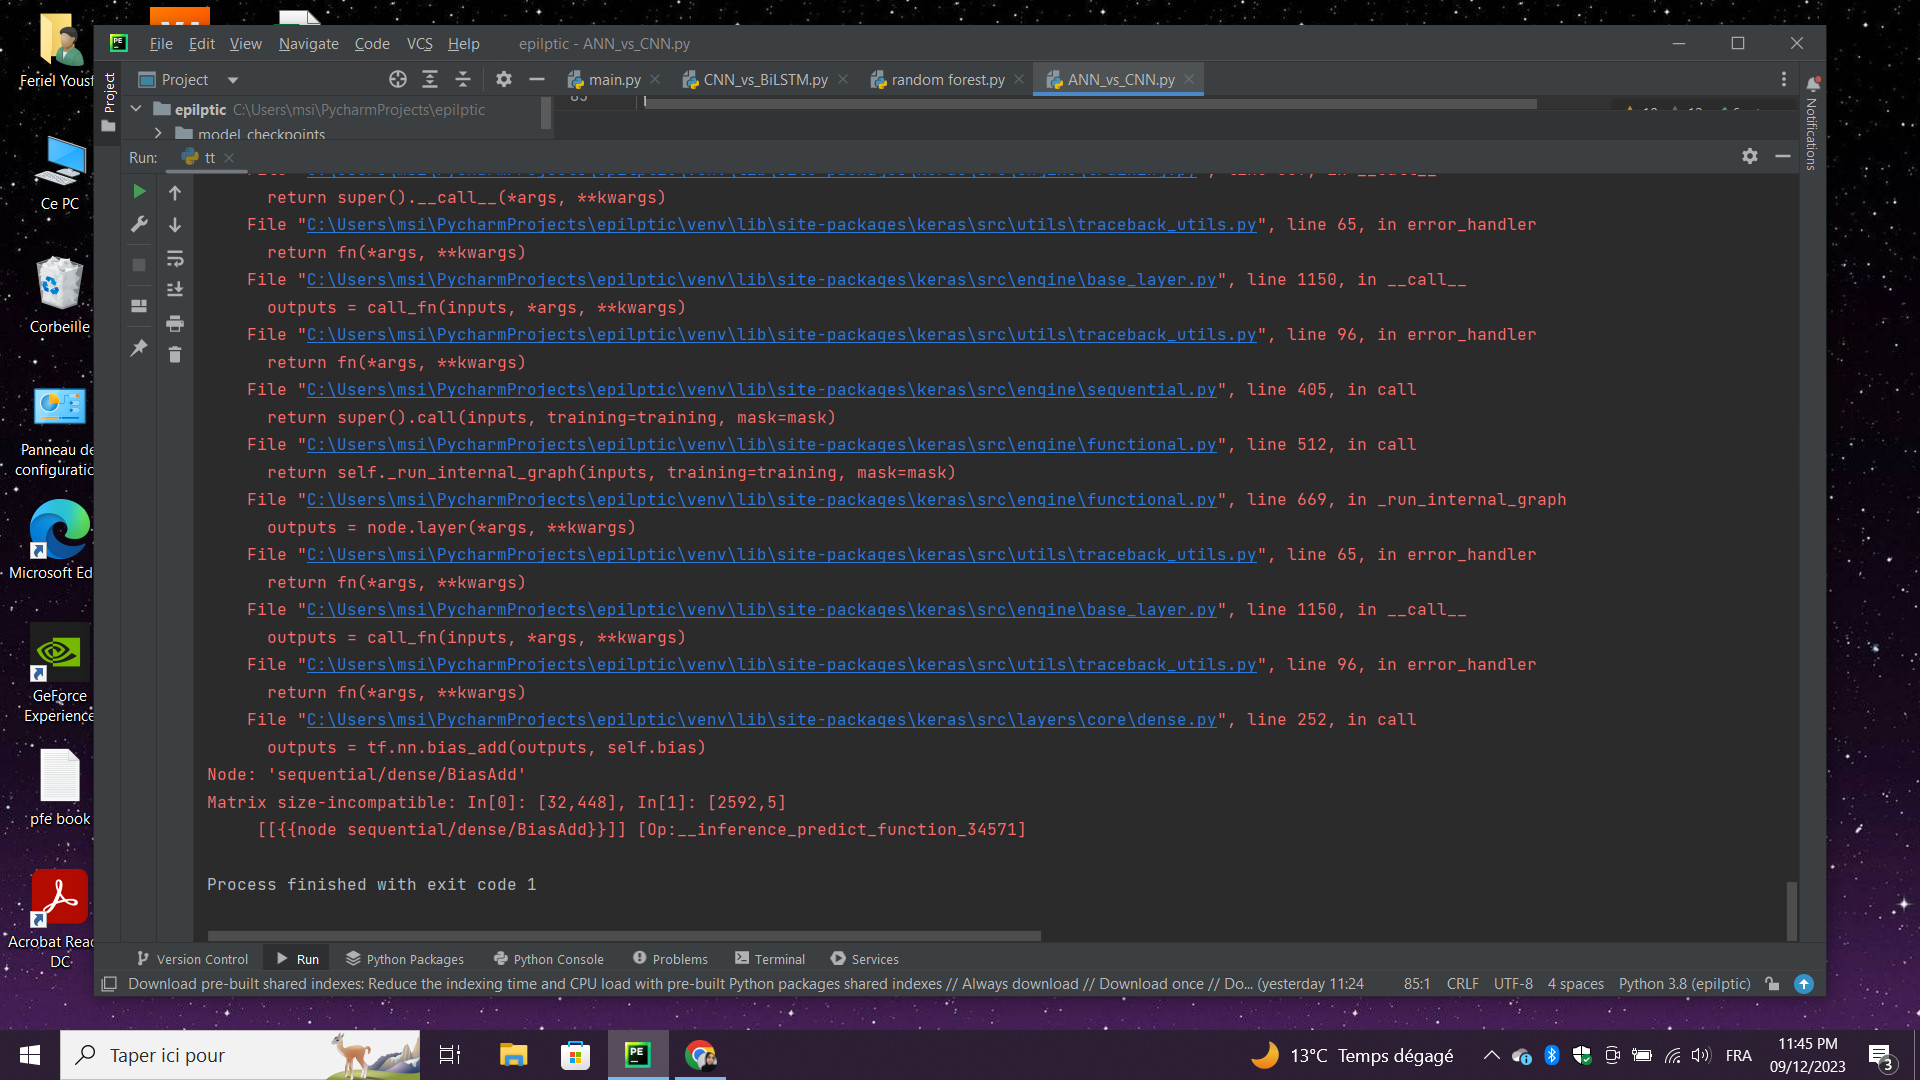 Feriel Yousf
File Edit View Navigate Code VCS Help epilptic - ANN_vs_CNN.py
Project
Project main.py CNN_vs_BiLSTM.py random forest.py ANN_vs_CNN.py
epilptic C:\Users\msi\PycharmProjects\epilptic
model_checkpoints
Notifications
Run: tt
return super().__call__(*args, **kwargs)
File "C:\Users\msi\PycharmProjects\epilptic\venv\lib\site-packages\keras\src\utils\traceback_utils.py", line 65, in error_handler
return fn(*args, **kwargs)
File "C:\Users\msi\PycharmProjects\epilptic\venv\lib\site-packages\keras\src\engine\base_layer.py", line 1150, in __call__
outputs = call_fn(inputs, *args, **kwargs)
File "C:\Users\msi\PycharmProjects\epilptic\venv\lib\site-packages\keras\src\utils\traceback_utils.py", line 96, in error_handler
return fn(*args, **kwargs)
File "C:\Users\msi\PycharmProjects\epilptic\venv\lib\site-packages\keras\src\engine\sequential.py", line 405, in call
return super().call(inputs, training=training, mask=mask)
File "C:\Users\msi\PycharmProjects\epilptic\venv\lib\site-packages\keras\src\engine\functional.py", line 512, in call
return self._run_internal_graph(inputs, training=training, mask=mask)
File "C:\Users\msi\PycharmProjects\epilptic\venv\lib\site-packages\keras\src\engine\functional.py", line 669, in _run_internal_graph
outputs = node.layer(*args, **kwargs)
File "C:\Users\msi\PycharmProjects\epilptic\venv\lib\site-packages\keras\src\utils\traceback_utils.py", line 65, in error_handler
return fn(*args, **kwargs)
File "C:\Users\msi\PycharmProjects\epilptic\venv\lib\site-packages\keras\src\engine\base_layer.py", line 1150, in __call__
outputs = call_fn(inputs, *args, **kwargs)
File "C:\Users\msi\PycharmProjects\epilptic\venv\lib\site-packages\keras\src\utils\traceback_utils.py", line 96, in error_handler
return fn(*args, **kwargs)
File "C:\Users\msi\PycharmProjects\epilptic\venv\lib\site-packages\keras\src\layers\core\dense.py", line 252, in call
outputs = tf.nn.bias_add(outputs, self.bias)
Node: 'sequential/dense/BiasAdd'
Matrix size-incompatible: In[0]: [32,448], In[1]: [2592,5]
[[{{node sequential/dense/BiasAdd}}]] [Op:__inference_predict_function_34571]
Process finished with exit code 1
Version Control Run Python Packages Python Console Problems Terminal Services
Download pre-built shared indexes: Reduce the indexing time and CPU load with pre-built Python packages shared indexes // Always download // Download once // Do... (yesterday 11:24 85:1 CRLF UTF-8 4 spaces Python 3.8 (epilptic)
Ce PC
Corbeille
Panneau de
configuratio
Microsoft Ed
GeForce
Experience
pfe book
Acrobat Read
DC
Taper ici pour
13°C Temps dégagé
FRA
11:45 PM
09/12/2023
3